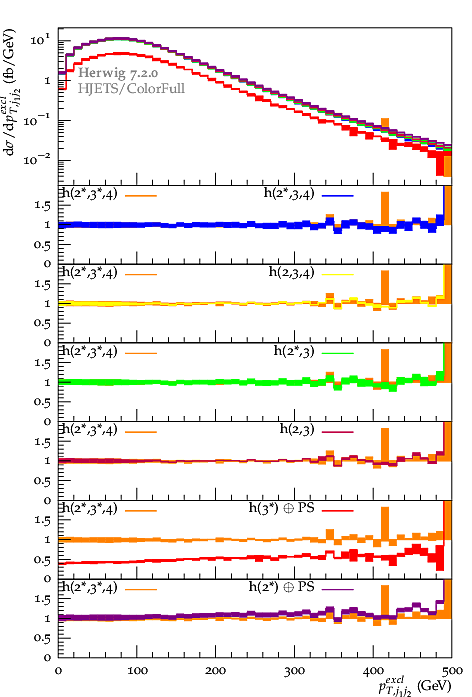 dσ/dp^{excl}_{T,j1j2} (fb/GeV)
10^1
1
10^{−1}
10^{−2}
Herwig 7.2.0
HJETS/ColorFull
h(2*,3*,4) h(2*,3,4)
1.5
1
0.5
0
h(2*,3*,4) h(2,3,4)
1.5
1
0.5
0
h(2*,3*,4) h(2*,3)
1.5
1
0.5
0
h(2*,3*,4) h(2,3)
1.5
1
0.5
0
h(2*,3*,4) h(3*) ⊕ PS
1.5
1
0.5
0
h(2*,3*,4) h(2*) ⊕ PS
1.5
1
0.5
0
0 100 200 300 400 500
p^{excl}_{T,j1j2} (GeV)